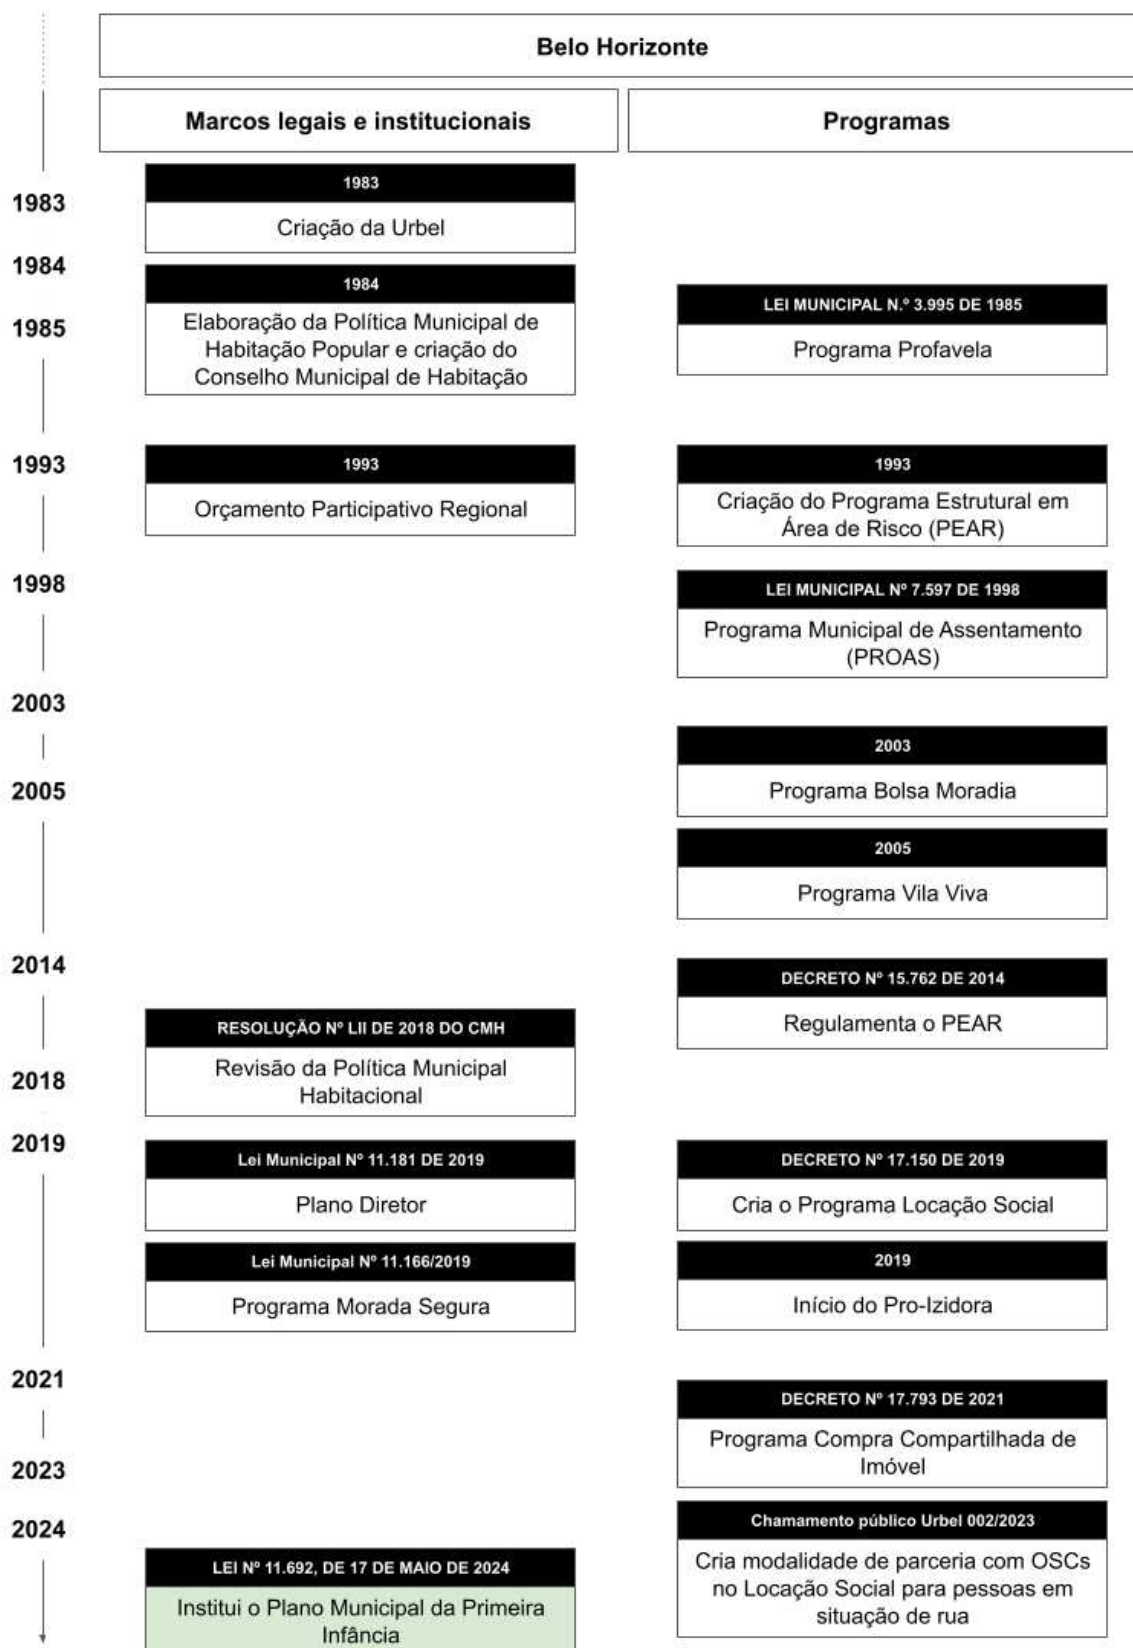 Belo Horizonte
Marcos legais e institucionais
Programas
1983
1983
Criação da Urbel
1984
1984
Elaboração da Política Municipal de
Habitação Popular e criação do
Conselho Municipal de Habitação
1985
LEI MUNICIPAL N.º 3.995 DE 1985
Programa Profavela
1993
1993
Orçamento Participativo Regional
1993
Criação do Programa Estrutural em
Área de Risco (PEAR)
1998
LEI MUNICIPAL Nº 7.597 DE 1998
Programa Municipal de Assentamento
(PROAS)
2003
2003
Programa Bolsa Moradia
2005
2005
Programa Vila Viva
2014
DECRETO Nº 15.762 DE 2014
Regulamenta o PEAR
2018
RESOLUÇÃO Nº LII DE 2018 DO CMH
Revisão da Política Municipal
Habitacional
2019
Lei Municipal Nº 11.181 DE 2019
Plano Diretor
DECRETO Nº 17.150 DE 2019
Cria o Programa Locação Social
Lei Municipal Nº 11.166/2019
Programa Morada Segura
2019
Início do Pro-Izidora
2021
DECRETO Nº 17.793 DE 2021
Programa Compra Compartilhada de
Imóvel
2023
Chamamento público Urbel 002/2023
Cria modalidade de parceria com OSCs
no Locação Social para pessoas em
situação de rua
2024
LEI Nº 11.692, DE 17 DE MAIO DE 2024
Institui o Plano Municipal da Primeira
Infância